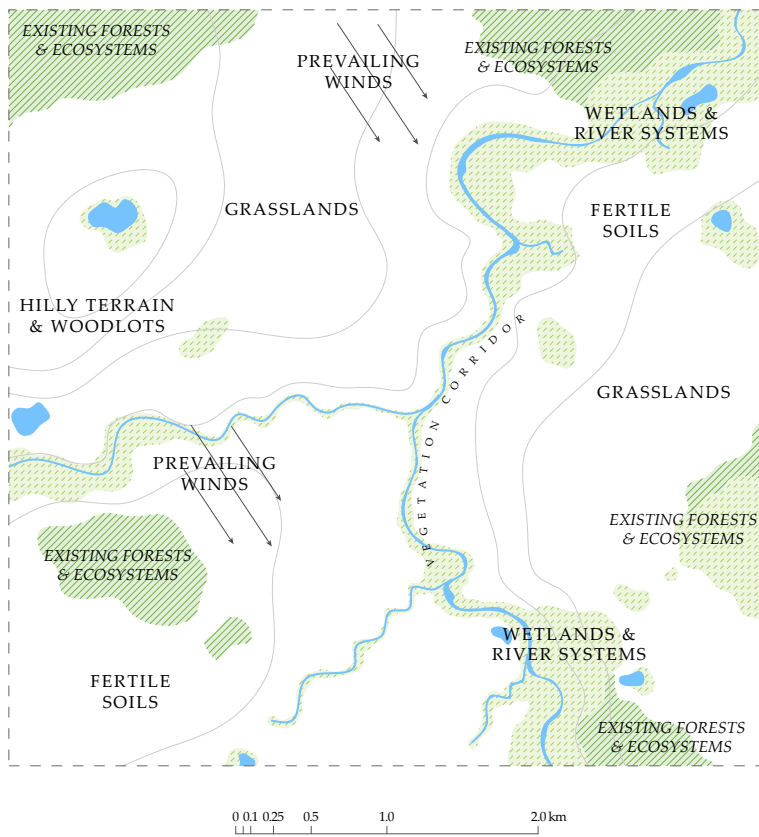 EXISTING FORESTS
& ECOSYSTEMS
PREVAILING
WINDS
EXISTING FORESTS
& ECOSYSTEMS
WETLANDS &
RIVER SYSTEMS
GRASSLANDS
FERTILE
SOILS
HILLY TERRAIN
& WOODLOTS
VEGETATION CORRIDOR
GRASSLANDS
PREVAILING
WINDS
EXISTING FORESTS
& ECOSYSTEMS
EXISTING FORESTS
& ECOSYSTEMS
WETLANDS &
RIVER SYSTEMS
FERTILE
SOILS
EXISTING FORESTS
& ECOSYSTEMS
0 0.1 0.25 0.5 1.0 2.0 km